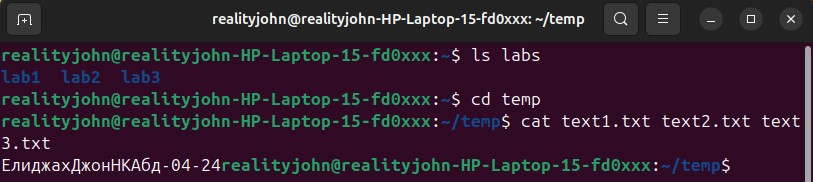 realityjohn@realityjohn-HP-Laptop-15-fd0xxx: ~/temp
realityjohn@realityjohn-HP-Laptop-15-fd0xxx:~$ ls labs
lab1  lab2  lab3
realityjohn@realityjohn-HP-Laptop-15-fd0xxx:~$ cd temp
realityjohn@realityjohn-HP-Laptop-15-fd0xxx:~/temp$ cat text1.txt text2.txt text
3.txt
ЕлиджахДжонНКАбд-04-24realityjohn@realityjohn-HP-Laptop-15-fd0xxx:~/temp$